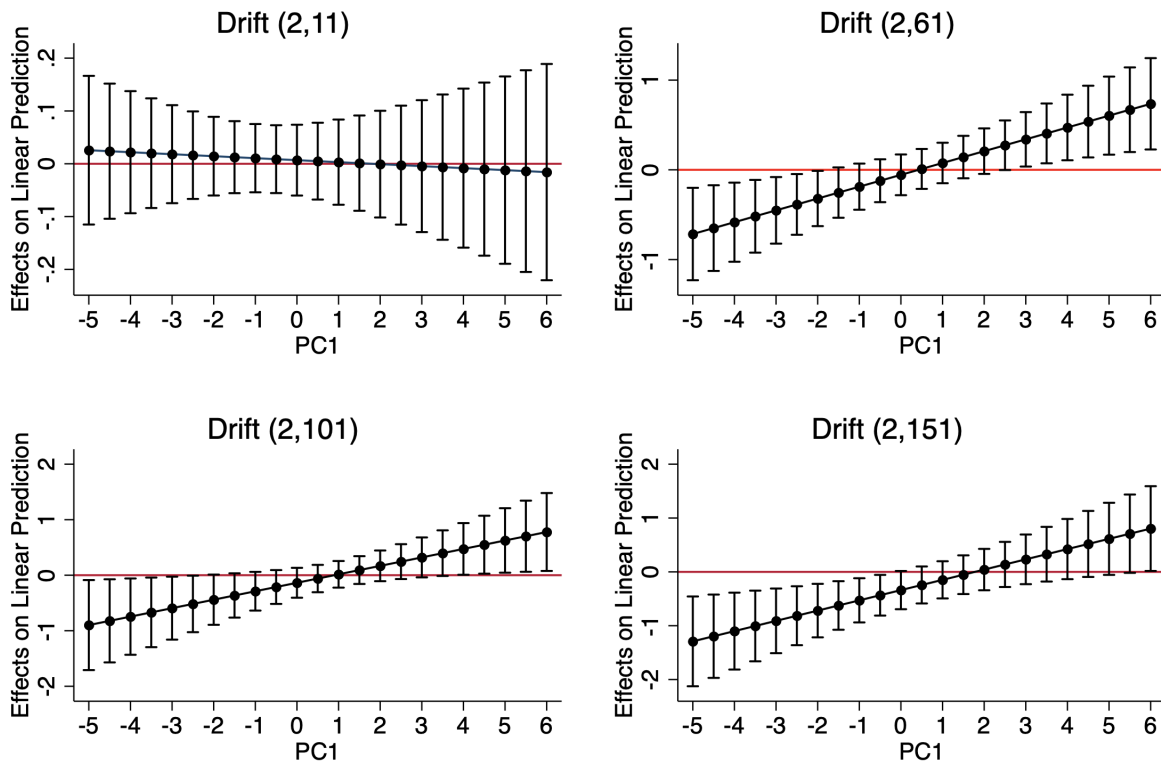 Drift (2,11)
Effects on Linear Prediction
.2
.1
0
-.1
-.2
-5 -4 -3 -2 -1 0 1 2 3 4 5 6
PC1
Drift (2,61)
Effects on Linear Prediction
1
0
-1
-5 -4 -3 -2 -1 0 1 2 3 4 5 6
PC1
Drift (2,101)
Effects on Linear Prediction
2
1
0
-1
-2
-5 -4 -3 -2 -1 0 1 2 3 4 5 6
PC1
Drift (2,151)
Effects on Linear Prediction
2
1
0
-1
-2
-5 -4 -3 -2 -1 0 1 2 3 4 5 6
PC1